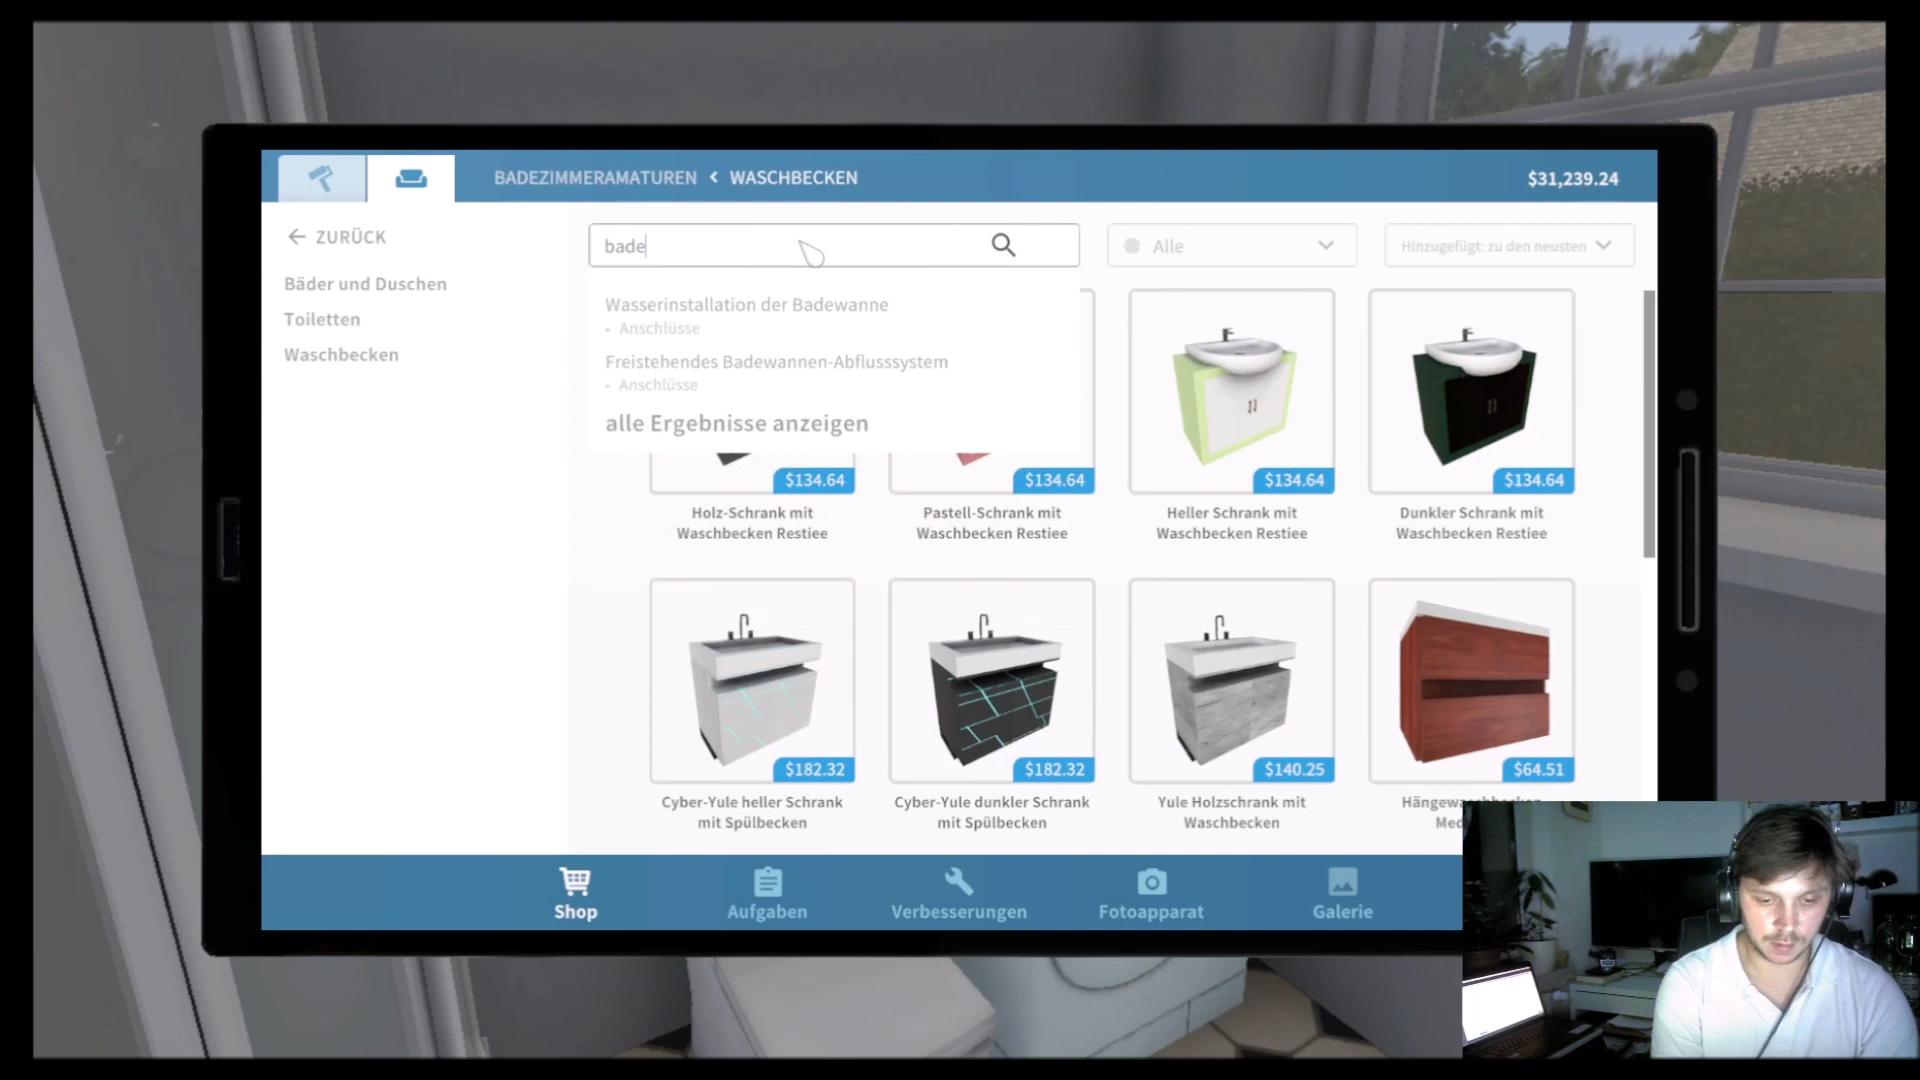 BADEZIMMERAMATUREN < WASCHBECKEN
$31,239.24
ZURÜCK
Bäder und Duschen
Toiletten
Waschbecken
bade
Alle
Hinzugefügt: zu den neusten
Wasserinstallation der Badewanne
- Anschlüsse
Freistehendes Badewannen-Abflusssystem
- Anschlüsse
alle Ergebnisse anzeigen
$134.64
$134.64
$134.64
$134.64
Holz-Schrank mit
Waschbecken Restiee
Pastell-Schrank mit
Waschbecken Restiee
Heller Schrank mit
Waschbecken Restiee
Dunkler Schrank mit
Waschbecken Restiee
$182.32
$182.32
$140.25
$64.51
Cyber-Yule heller Schrank
mit Spülbecken
Cyber-Yule dunkler Schrank
mit Spülbecken
Yule Holzschrank mit
Waschbecken
Shop
Aufgaben
Verbesserungen
Fotoapparat
Galerie